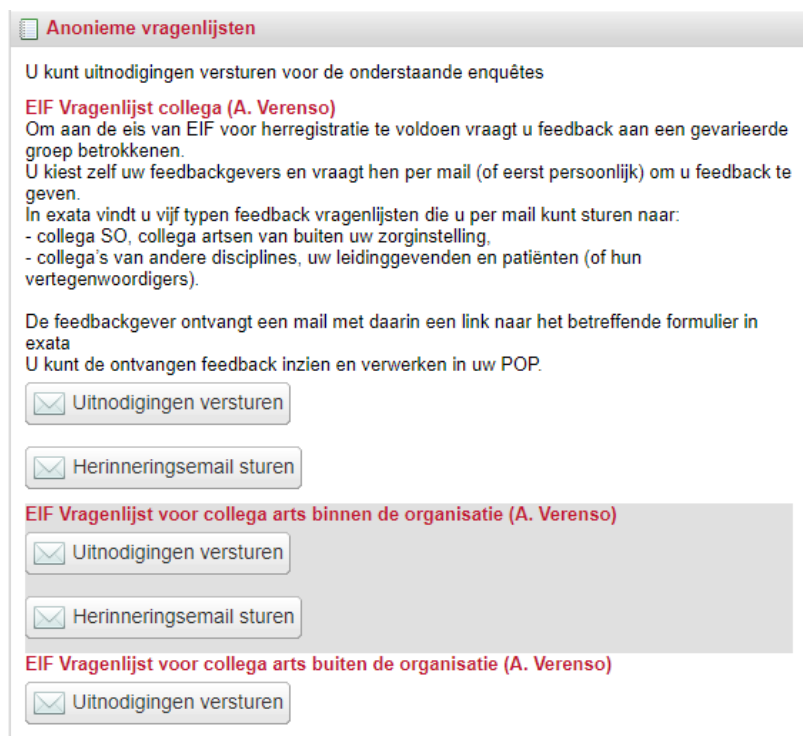 Anonieme vragenlijsten
U kunt uitnodigingen versturen voor de onderstaande enquêtes
EIF Vragenlijst collega (A. Verenso)
Om aan de eis van EIF voor herregistratie te voldoen vraagt u feedback aan een gevarieerde
groep betrokkenen.
U kiest zelf uw feedbackgevers en vraagt hen per mail (of eerst persoonlijk) om u feedback te
geven.
In exata vindt u vijf typen feedback vragenlijsten die u per mail kunt sturen naar:
- collega SO, collega artsen van buiten uw zorginstelling,
- collega's van andere disciplines, uw leidinggevenden en patiënten (of hun
vertegenwoordigers).
De feedbackgever ontvangt een mail met daarin een link naar het betreffende formulier in
exata
U kunt de ontvangen feedback inzien en verwerken in uw POP.
Uitnodigingen versturen
Herinneringsemail sturen
EIF Vragenlijst voor collega arts binnen de organisatie (A. Verenso)
Uitnodigingen versturen
Herinneringsemail sturen
EIF Vragenlijst voor collega arts buiten de organisatie (A. Verenso)
Uitnodigingen versturen